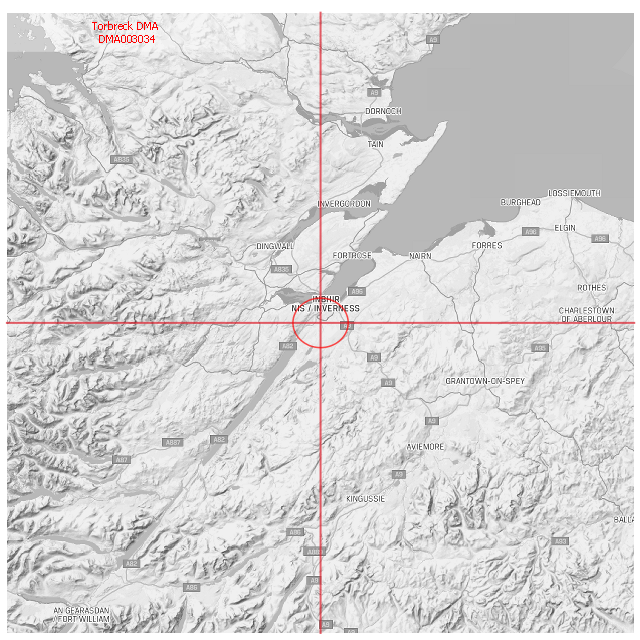 Torbreck DMA
DMA003034
A9
A9
DORNOCH
TAIN
A835
LOSSIEMOUTH
BURGHEAD
INVERGORDON
ELGIN
A96
A96
DINGWALL
FORRES
FORTROSE
NAIRN
A835
ROTHES
A96
INBHIR
NIS / INVERNESS
CHARLESTOWN
OF ABERLOUR
A82
A9
A95
A9
GRANTOWN-ON-SPEY
A9
A82
A887
AVIEMORE
A87
A9
KINGUSSIE
BALLA
A86
A93
A889
A82
A9
A86
AN GEARASDAN
/ FORT WILLIAM
A9